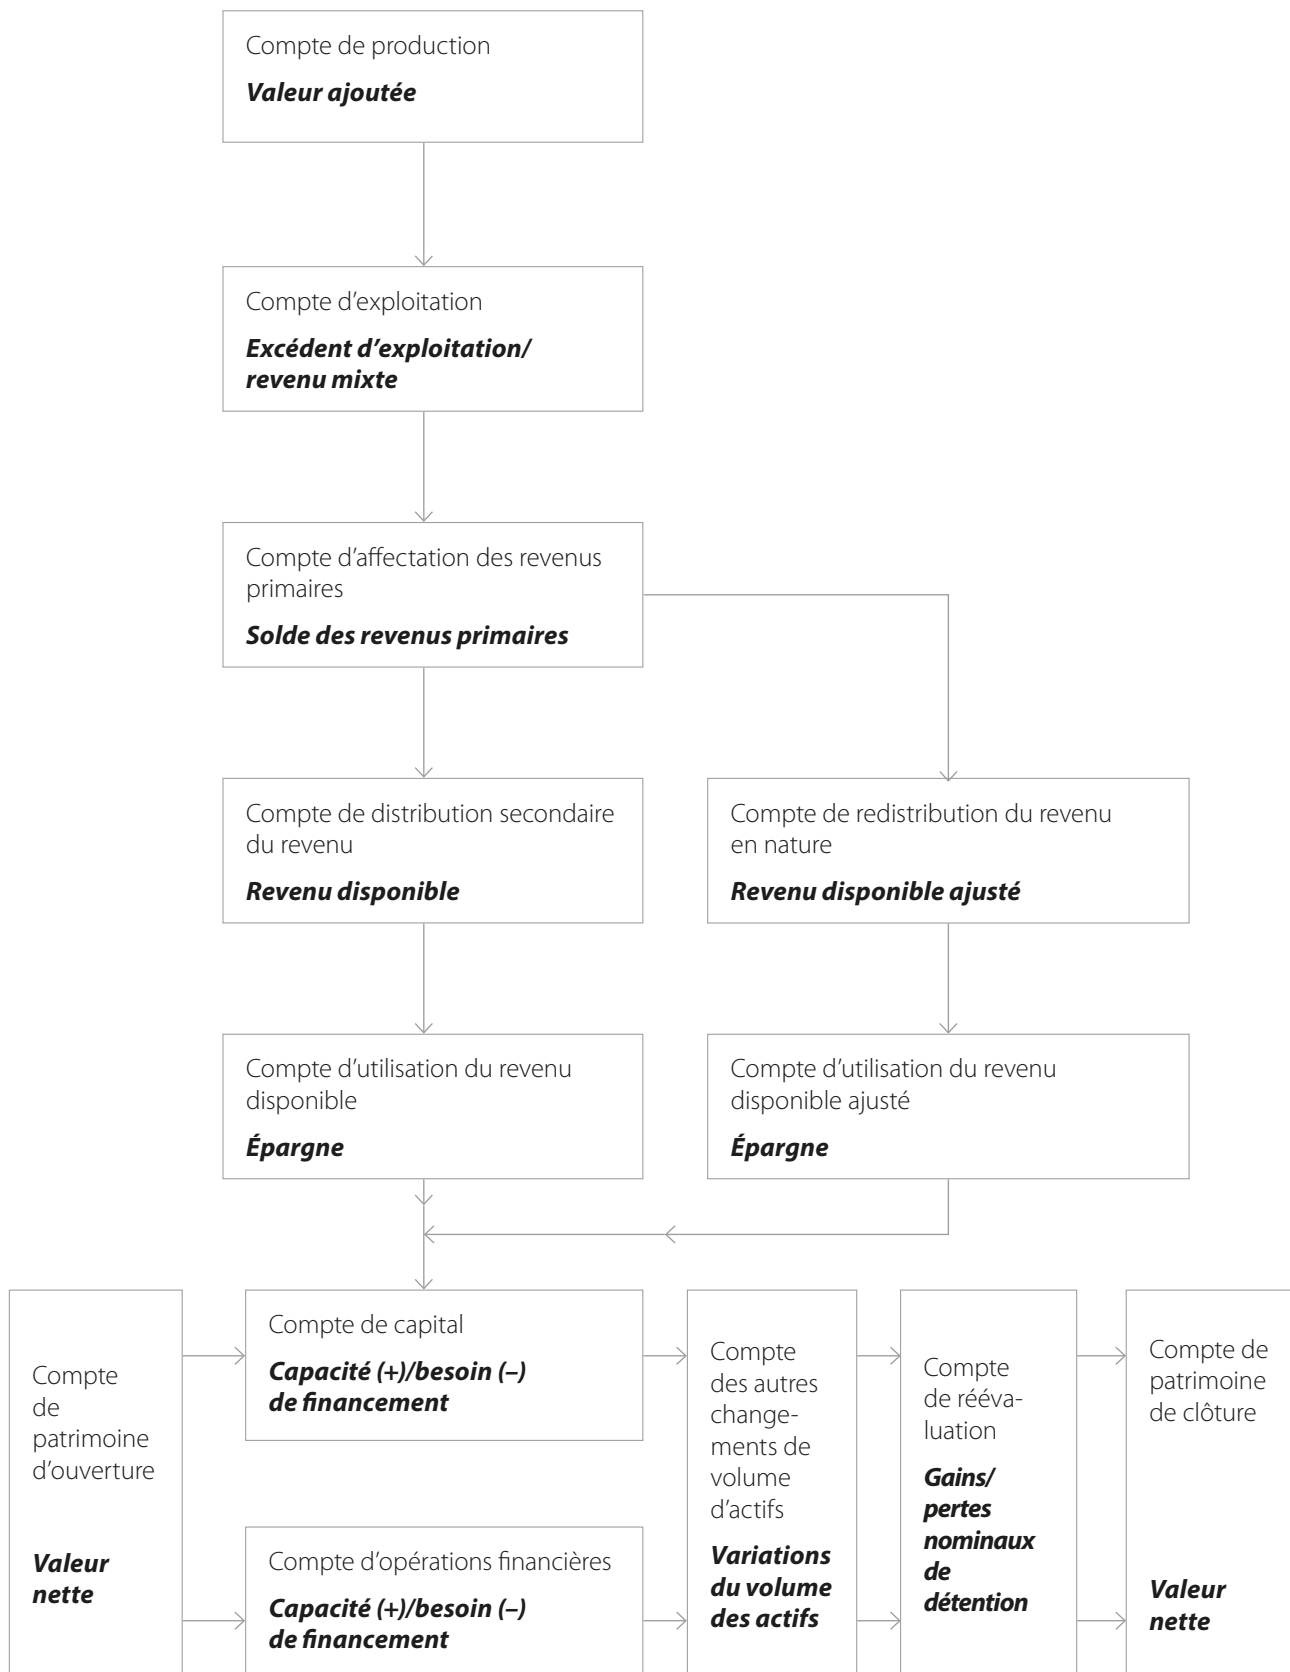 Compte de production
Valeur ajoutée
Compte d’exploitation
Excédent d’exploitation/
revenu mixte
Compte d’affectation des revenus
primaires
Solde des revenus primaires
Compte de distribution secondaire
du revenu
Revenu disponible
Compte de redistribution du revenu
en nature
Revenu disponible ajusté
Compte d’utilisation du revenu
disponible
Épargne
Compte d’utilisation du revenu
disponible ajusté
Épargne
Compte
de
patrimoine
d’ouverture
Valeur
nette
Compte de capital
Capacité (+)/besoin (–)
de financement
Compte d’opérations financières
Capacité (+)/besoin (–)
de financement
Compte
des autres
change-
ments de
volume
d’actifs
Variations
du volume
des actifs
Compte
de rééva-
luation
Gains/
pertes
nominaux
de
détention
Compte de
patrimoine
de clôture
Valeur
nette